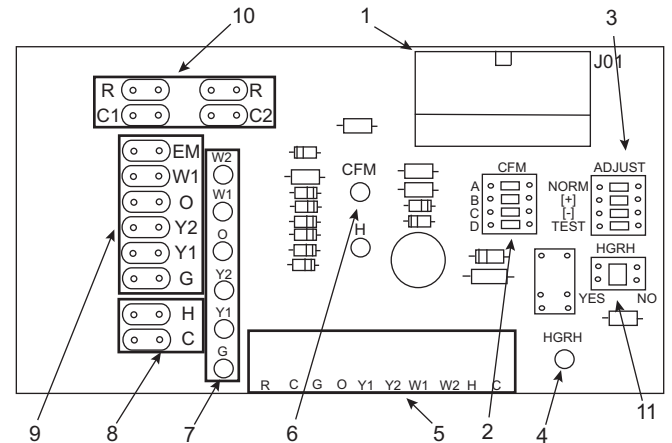 10
1
3
J01
R R
C1 C2
EM
W1
O
Y2
Y1
G
H
C
W2
W1
O
Y2
Y1
G
CFM
H
CFM
A
B
C
D
ADJUST
NORM
[+]
[-]
TEST
HGRH
YES NO
HGRH
R C G O Y1 Y2 W1 W2 H C
9
8
7
6
5
2
4
11